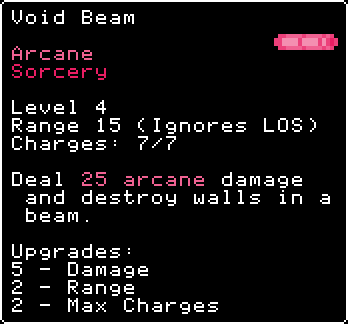 Void Beam
Arcane
Sorcery
Level 4
Range 15 (Ignores LOS)
Charges: 7/7
Deal 25 arcane damage
and destroy walls in a
beam.
Upgrades:
5 - Damage
2 - Range
2 - Max Charges